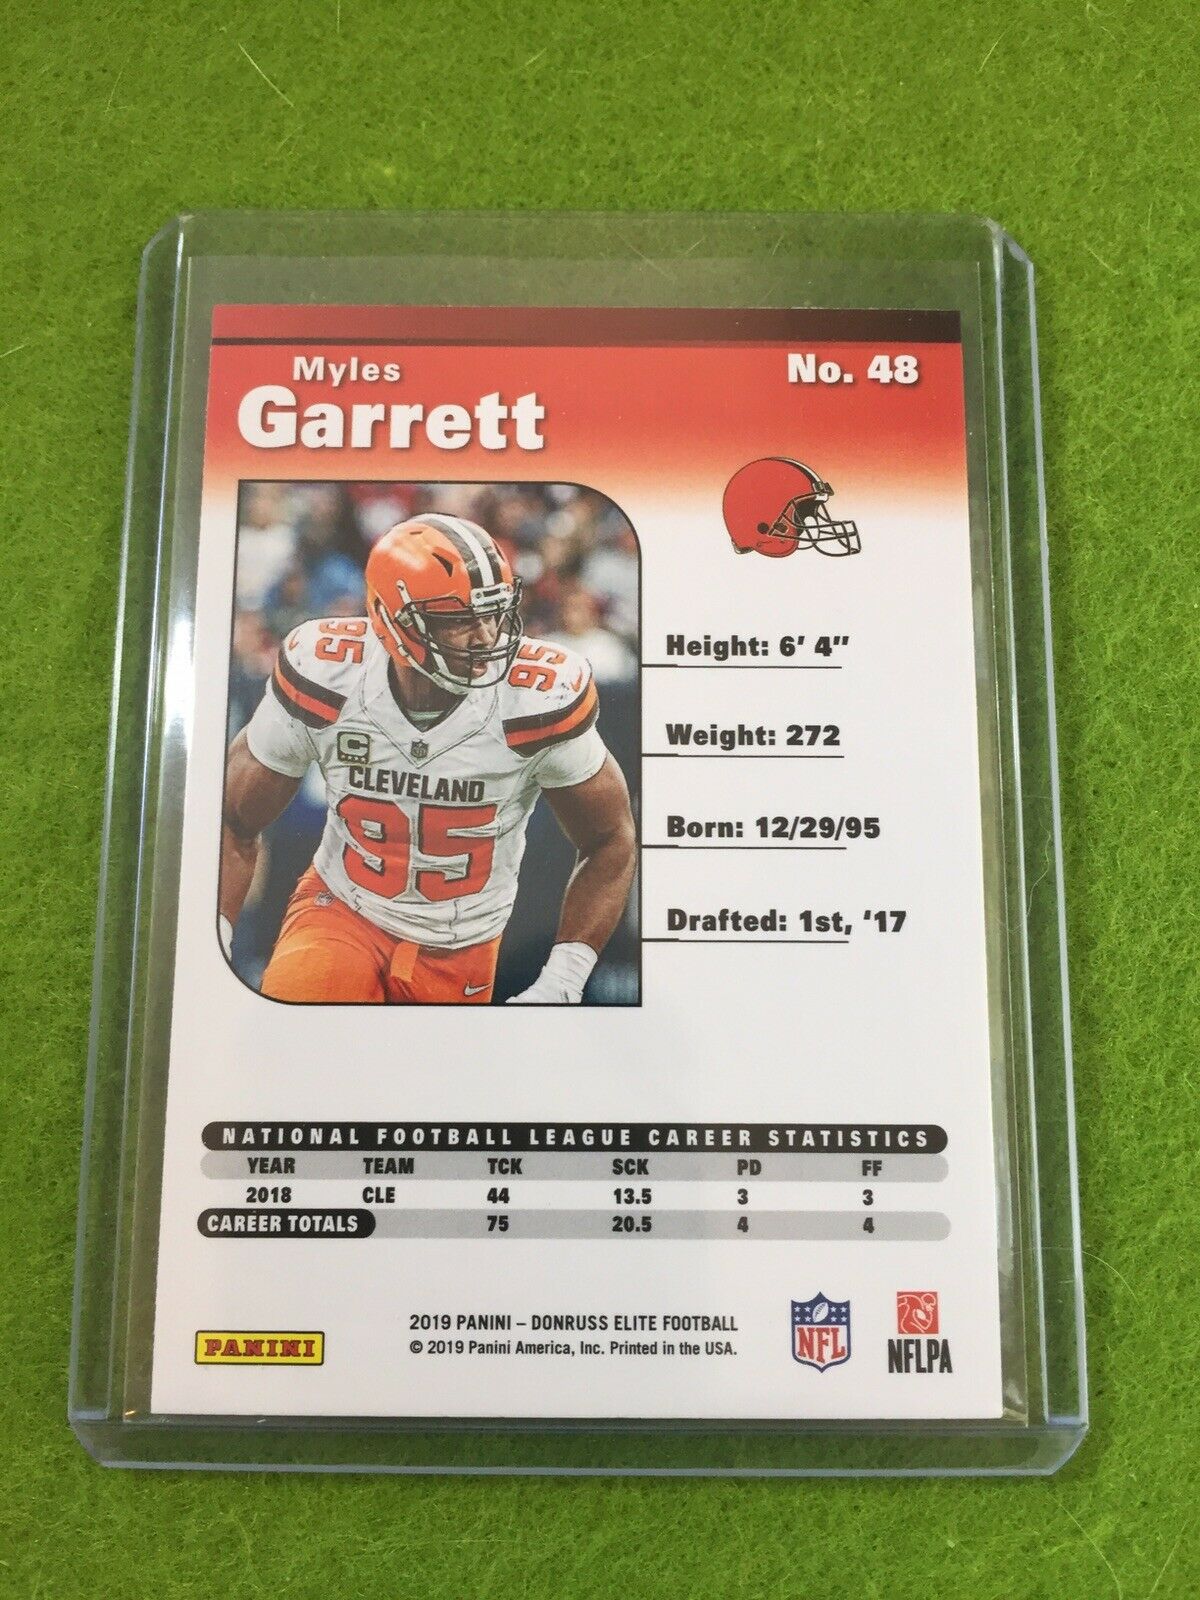 Myles
Garrett
No. 48
95
95
C
CLEVELAND
95
Height: 6' 4"
Weight: 272
Born: 12/29/95
Drafted: 1st, '17
NATIONAL FOOTBALL LEAGUE CAREER STATISTICS
YEAR TEAM TCK SCK PD FF
2018 CLE 44 13.5 3 3
CAREER TOTALS 75 20.5 4 4
PANINI
2019 PANINI – DONRUSS ELITE FOOTBALL
© 2019 Panini America, Inc. Printed in the USA.
NFL
NFLPA